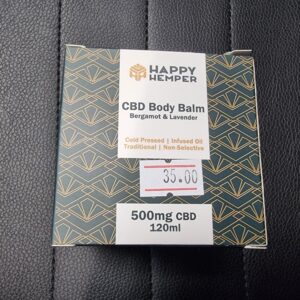 HAPPY
HEMPER
CBD Body Balm
Bergamot & Lavender
Cold Pressed | Infused Oil
Traditional | Non Selective
35.00
500mg CBD
120ml